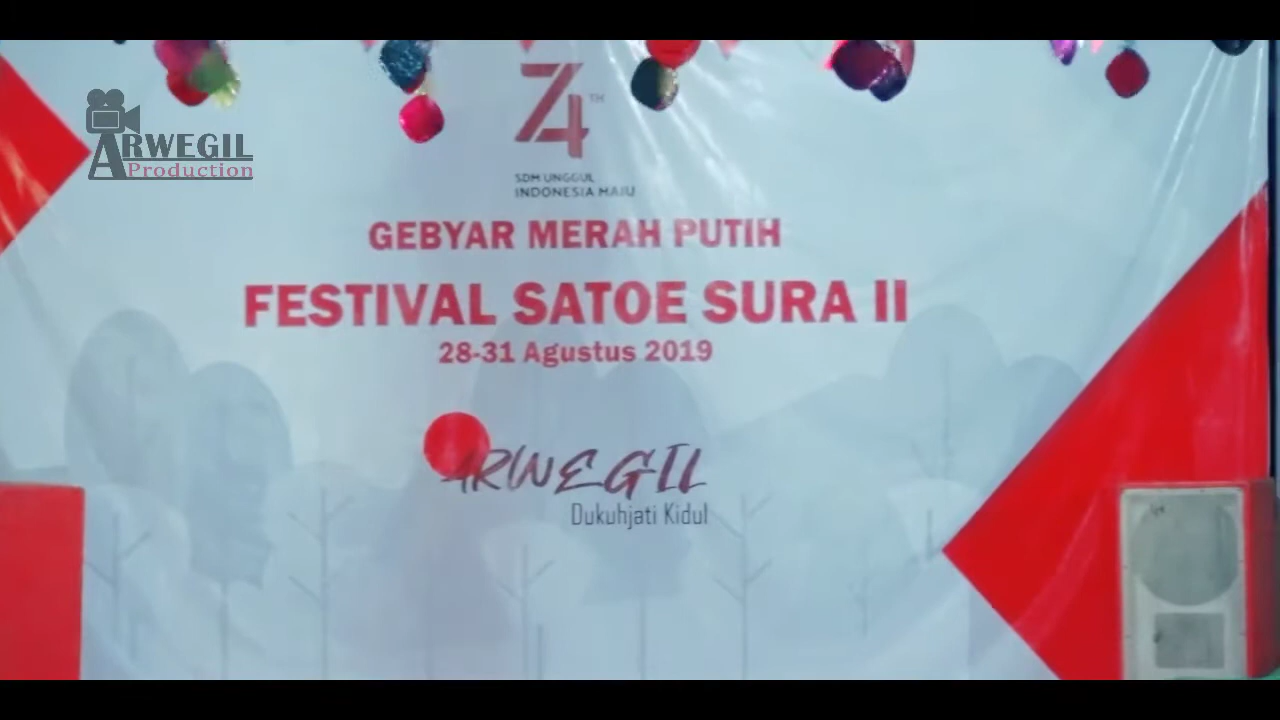 ARWEGIL
Production
74TH
SDM UNGGUL
INDONESIA MAJU
GEBYAR MERAH PUTIH
FESTIVAL SATOE SURA II
28-31 Agustus 2019
ARWEGIL
Dukuhjati Kidul